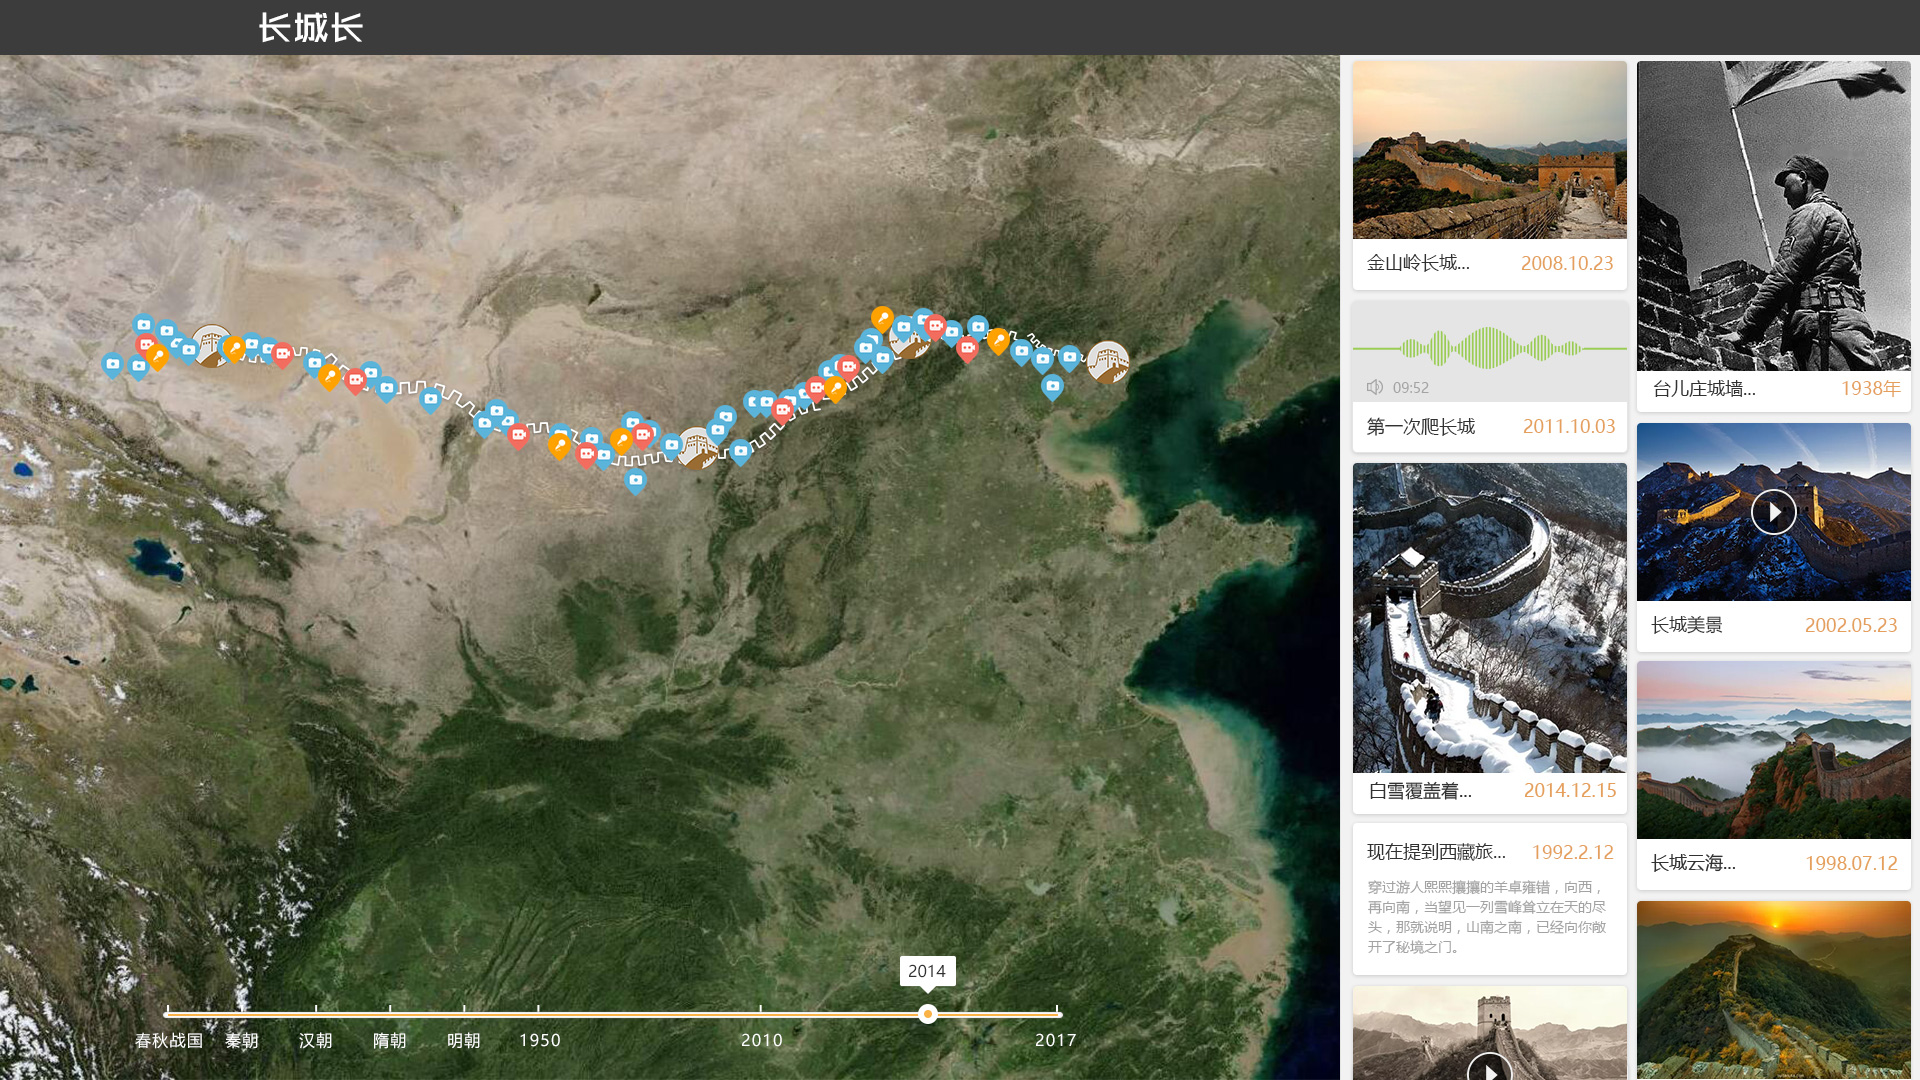 长城长
金山岭长城... 2008.10.23
09:52
第一次爬长城 2011.10.03
白雪覆盖着... 2014.12.15
现在提到西藏旅... 1992.2.12
穿过游人熙熙攘攘的羊卓雍错，向西，
再向南，当望见一列雪峰耸立在天的尽
头，那就说明，山南之南，已经向你敞
开了秘境之门。
台儿庄城墙... 1938年
长城美景 2002.05.23
长城云海... 1998.07.12
2014
春秋战国 秦朝 汉朝 隋朝 明朝 1950 2010 2017